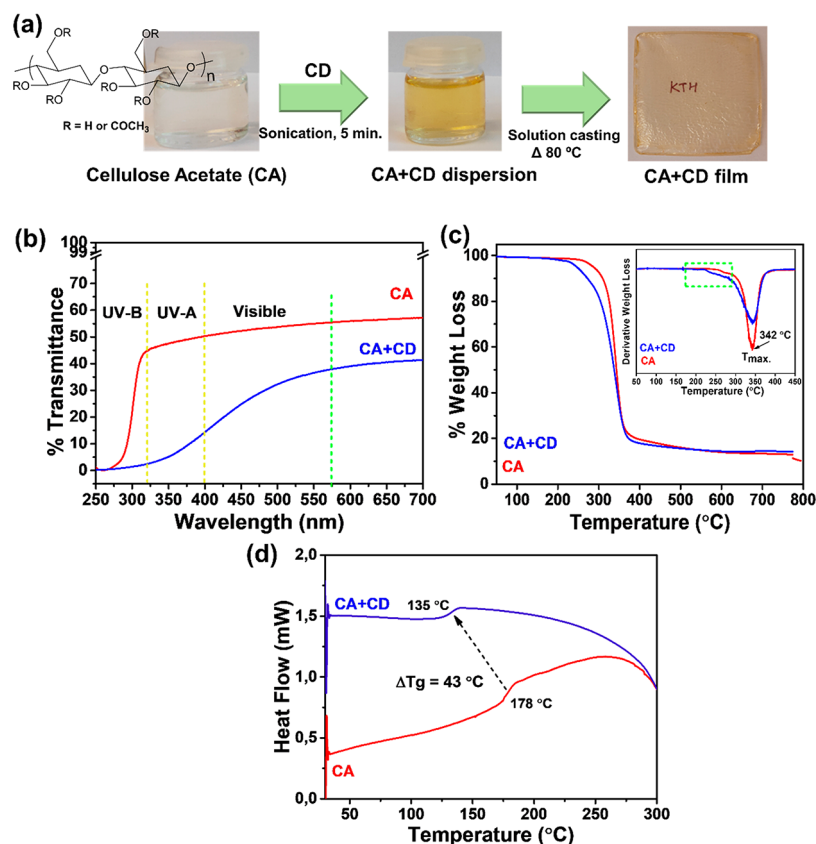 (a)
RO
RO
O
O
O
O
n
RO
OR
RO
OR
R = H or COCH3
CD
Sonication, 5 min.
Solution casting
Δ 80 ºC
KTH
Cellulose Acetate (CA)
CA+CD dispersion
CA+CD film
(b)
% Transmittance
100
99
70
60
50
40
30
20
10
0
UV-B
UV-A
Visible
CA
CA+CD
250
300
350
400
450
500
550
600
650
700
Wavelength (nm)
(c)
% Weight Loss
100
80
60
40
20
0
CA+CD
CA
100
200
300
400
500
600
700
800
Temperature (°C)
Derivative Weight Loss
CA+CD
CA
342 °C
Tmax.
50
100
150
200
250
300
350
400
450
Temperature (°C)
(d)
Heat Flow (mW)
2,0
1,5
1,0
0,5
0,0
CA+CD
135 °C
ΔTg = 43 °C
178 °C
CA
50
100
150
200
250
300
Temperature (°C)